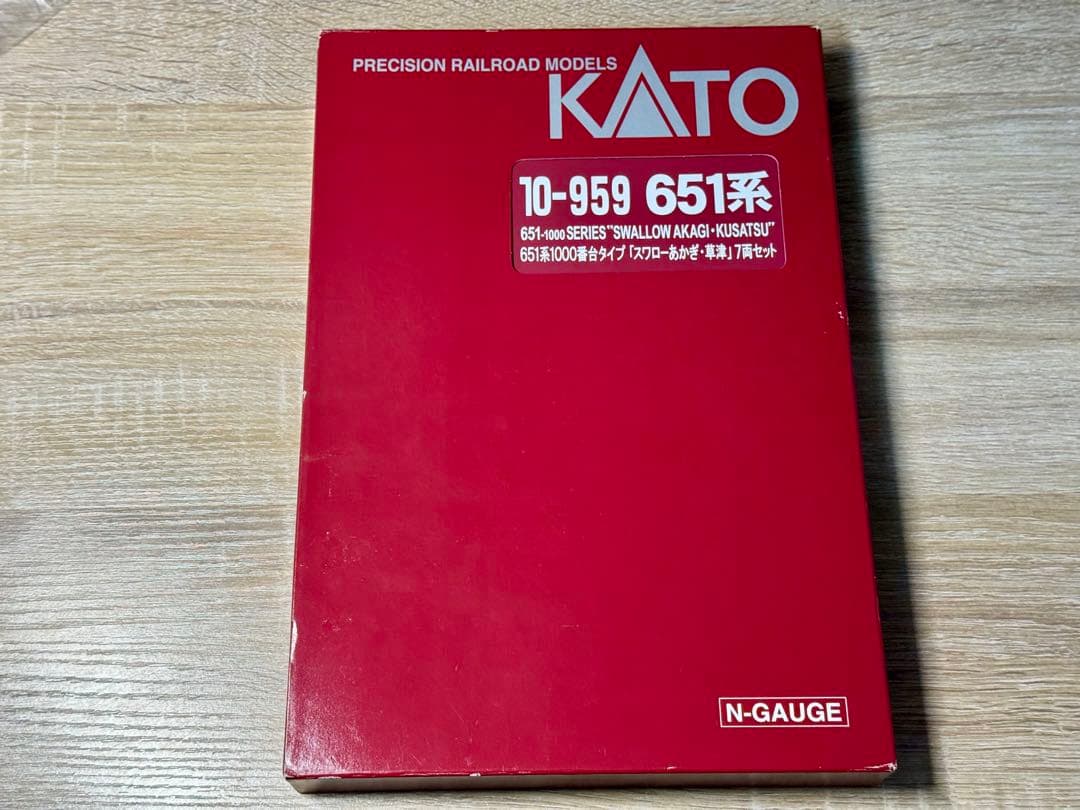 PRECISION RAILROAD MODELS
KATO
10-959 651系
651-1000 SERIES "SWALLOW AKAGI・KUSATSU"
651系1000番台タイプ「スワローあかぎ・草津」7両セット
N-GAUGE